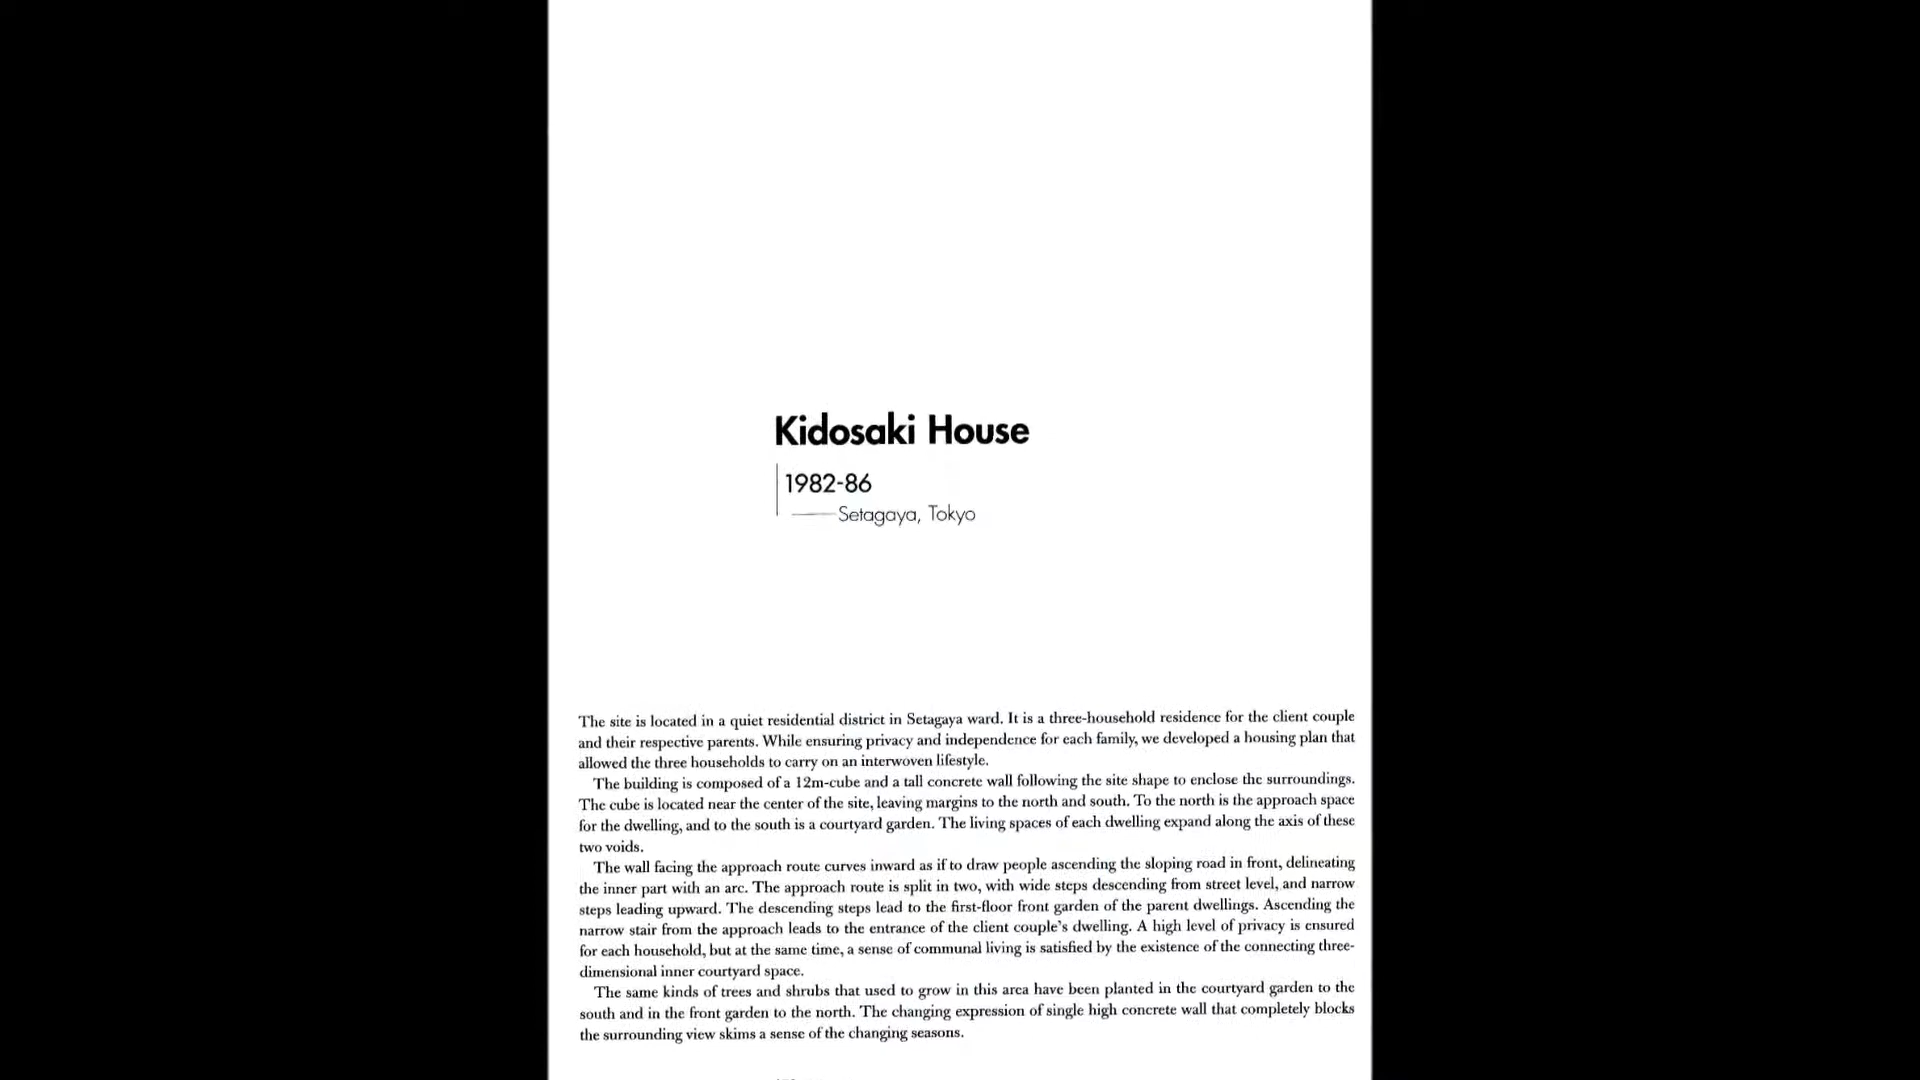 Kidosaki House
1982-86
Setagaya, Tokyo
The site is located in a quiet residential district in Setagaya ward. It is a three-household residence for the client couple
and their respective parents. While ensuring privacy and independence for each family, we developed a housing plan that
allowed the three households to carry on an interwoven lifestyle.
The building is composed of a 12m-cube and a tall concrete wall following the site shape to enclose the surroundings.
The cube is located near the center of the site, leaving margins to the north and south. To the north is the approach space
for the dwelling, and to the south is a courtyard garden. The living spaces of each dwelling expand along the axis of these
two voids.
The wall facing the approach route curves inward as if to draw people ascending the sloping road in front, delineating
the inner part with an arc. The approach route is split in two, with wide steps descending from street level, and narrow
steps leading upward. The descending steps lead to the first-floor front garden of the parent dwellings. Ascending the
narrow stair from the approach leads to the entrance of the client couple's dwelling. A high level of privacy is ensured
for each household, but at the same time, a sense of communal living is satisfied by the existence of the connecting three-
dimensional inner courtyard space.
The same kinds of trees and shrubs that used to grow in this area have been planted in the courtyard garden to the
south and in the front garden to the north. The changing expression of single high concrete wall that completely blocks
the surrounding view skims a sense of the changing seasons.